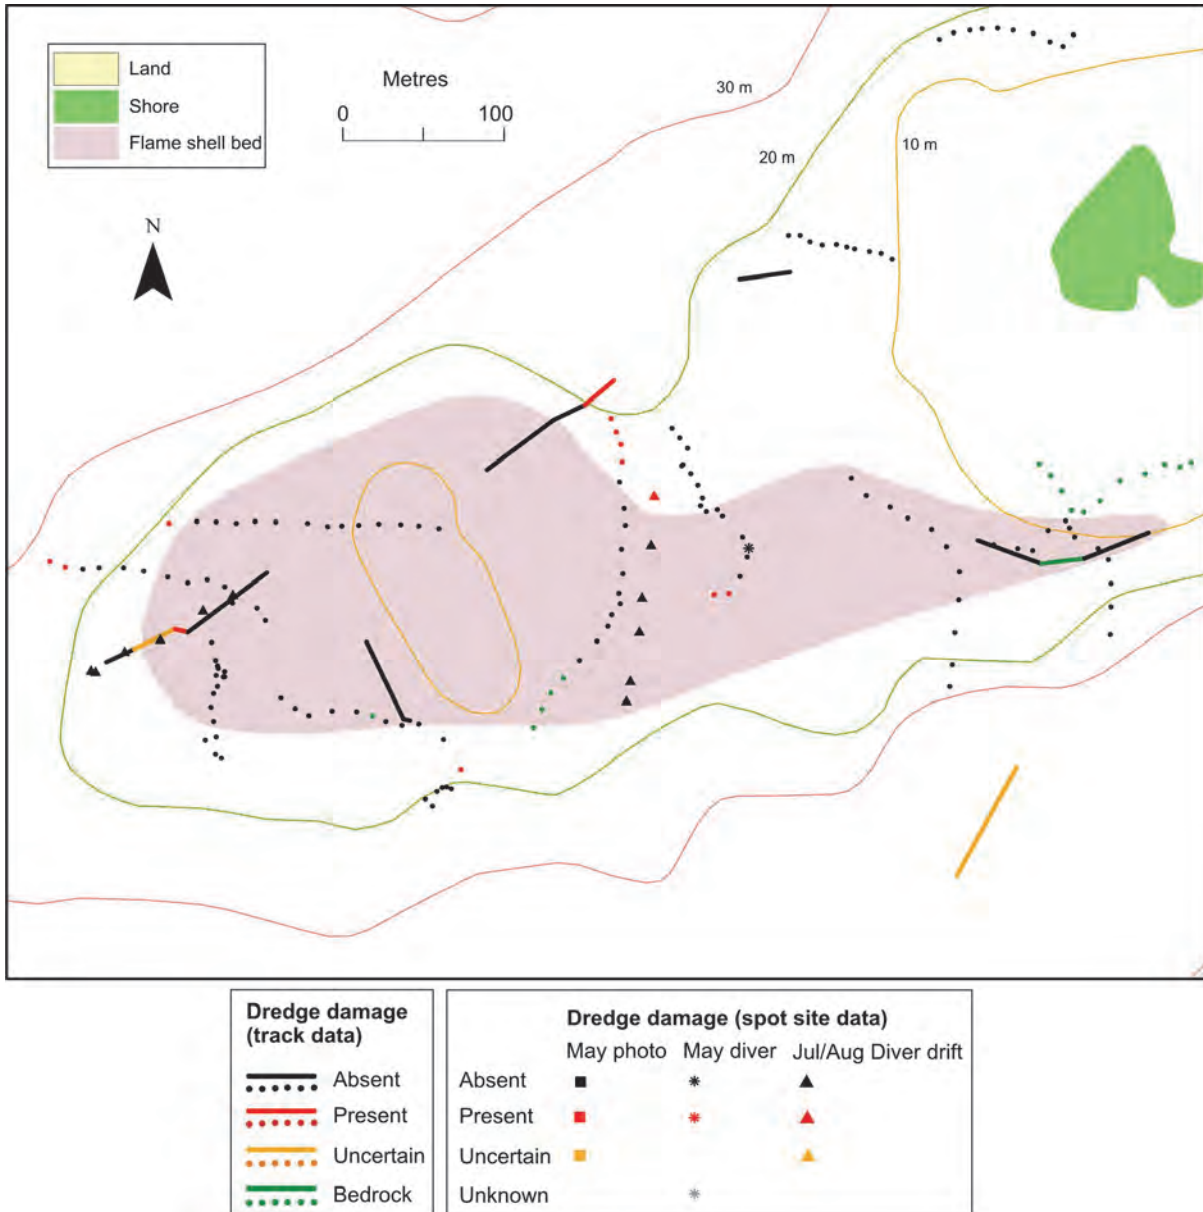 Land
Shore
Flame shell bed
Metres
0 100
N
30 m
20 m
10 m
Dredge damage
(track data)
Absent
Present
Uncertain
Bedrock
Dredge damage (spot site data)
May photo May diver Jul/Aug Diver drift
Absent
Present
Uncertain
Unknown